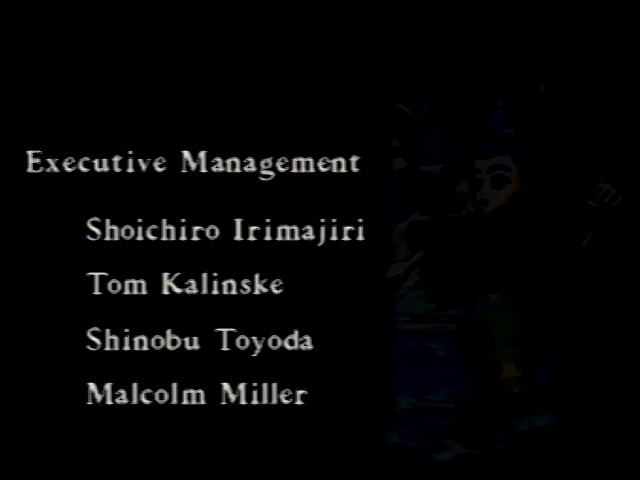 Executive Management
Shoichiro Irimajiri
Tom Kalinske
Shinobu Toyoda
Malcolm Miller